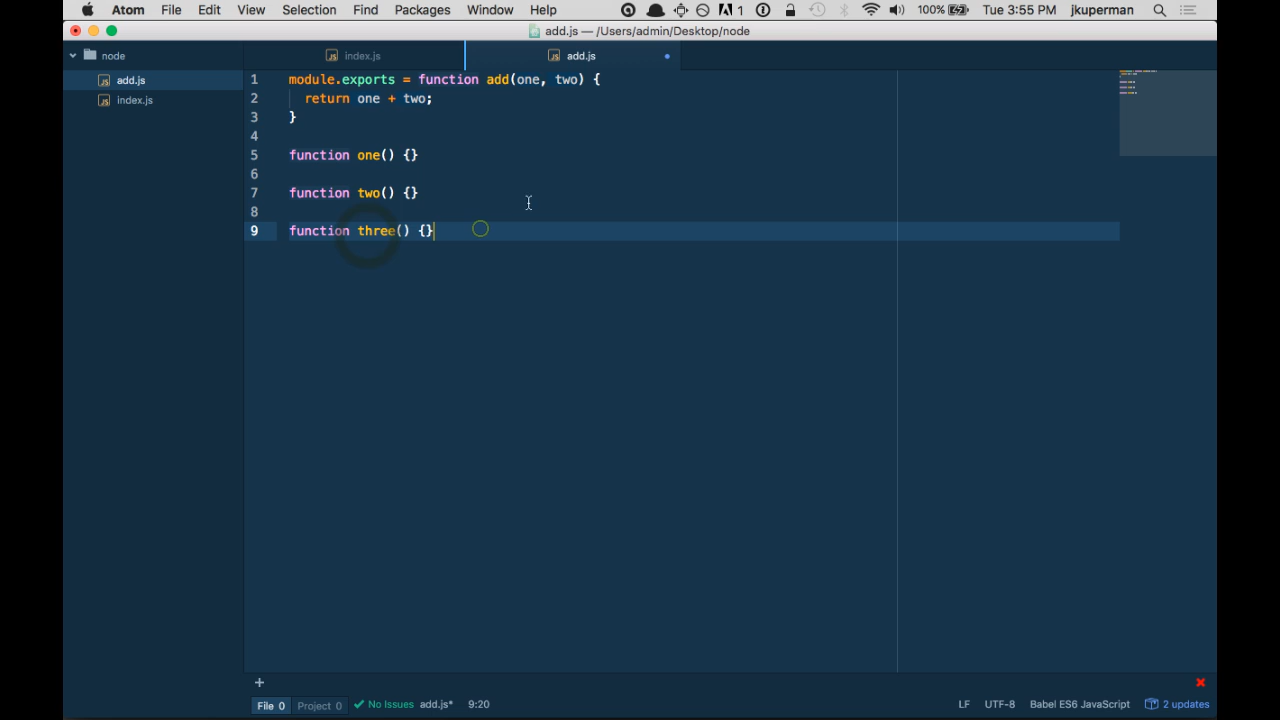 Atom File Edit View Selection Find Packages Window Help 1 100% Tue 3:55 PM jkuperman
add.js — /Users/admin/Desktop/node
node
add.js
index.js
index.js add.js
1 module.exports = function add(one, two) {
2 return one + two;
3 }
4
5 function one() {}
6
7 function two() {}
8
9 function three() {}
+
File 0 Project 0 No Issues add.js* 9:20 LF UTF-8 Babel ES6 JavaScript 2 updates